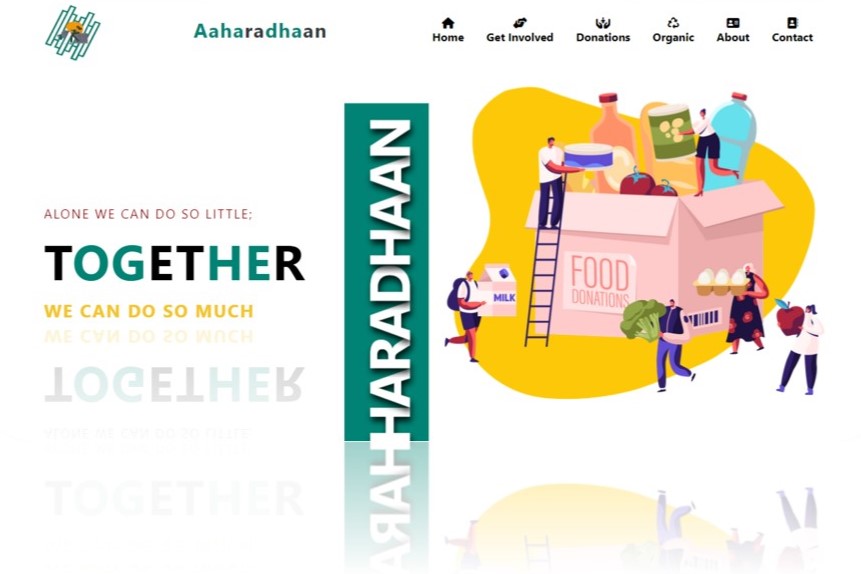 Aaharadhaan
Home
Get Involved
Donations
Organic
About
Contact
ALONE WE CAN DO SO LITTLE;
TOGETHER
WE CAN DO SO MUCH
HARADHAAN
FOOD
DONATIONS
MILK